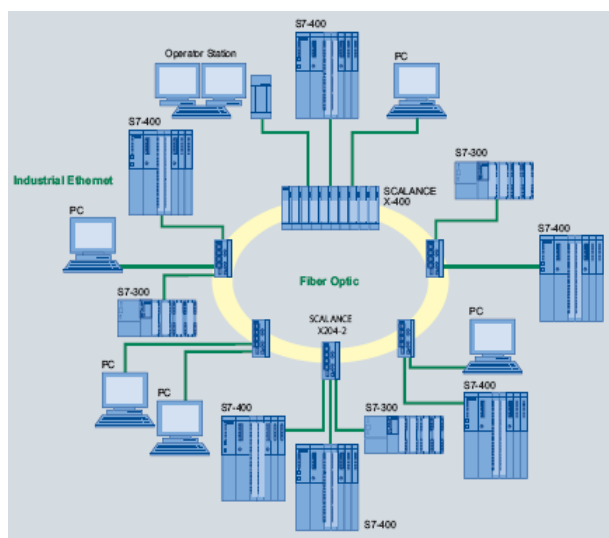 S7-400
Operator Station
PC
S7-400
S7-300
Industrial Ethernet
SCALANCE
X-400
PC
S7-400
Fiber Optic
S7-300
SCALANCE
X204-2
PC
PC
PC
S7-400
S7-400
S7-300
S7-400